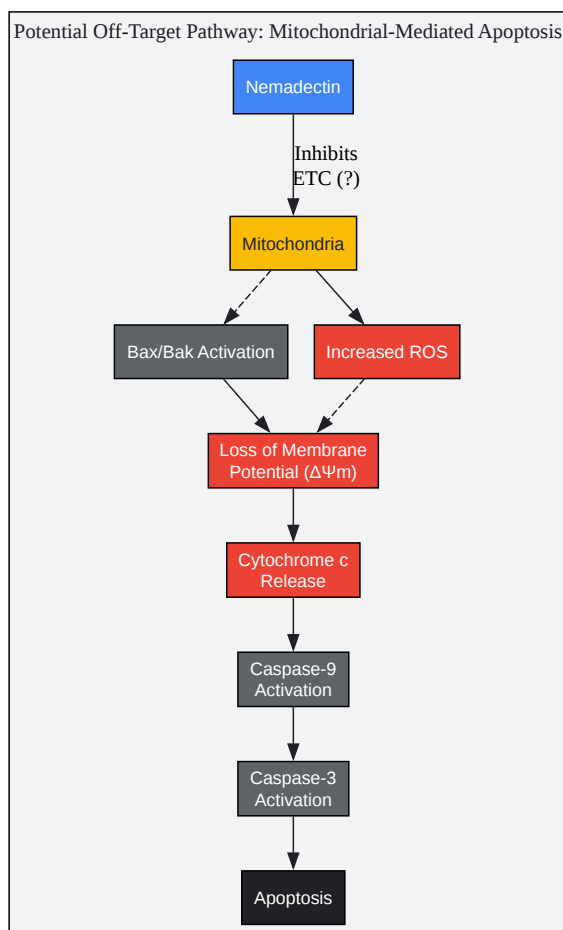 Potential Off-Target Pathway: Mitochondrial-Mediated Apoptosis
Nemadectin
Inhibits
ETC (?)
Mitochondria
Bax/Bak Activation
Increased ROS
Loss of Membrane
Potential (ΔΨm)
Cytochrome c
Release
Caspase-9
Activation
Caspase-3
Activation
Apoptosis